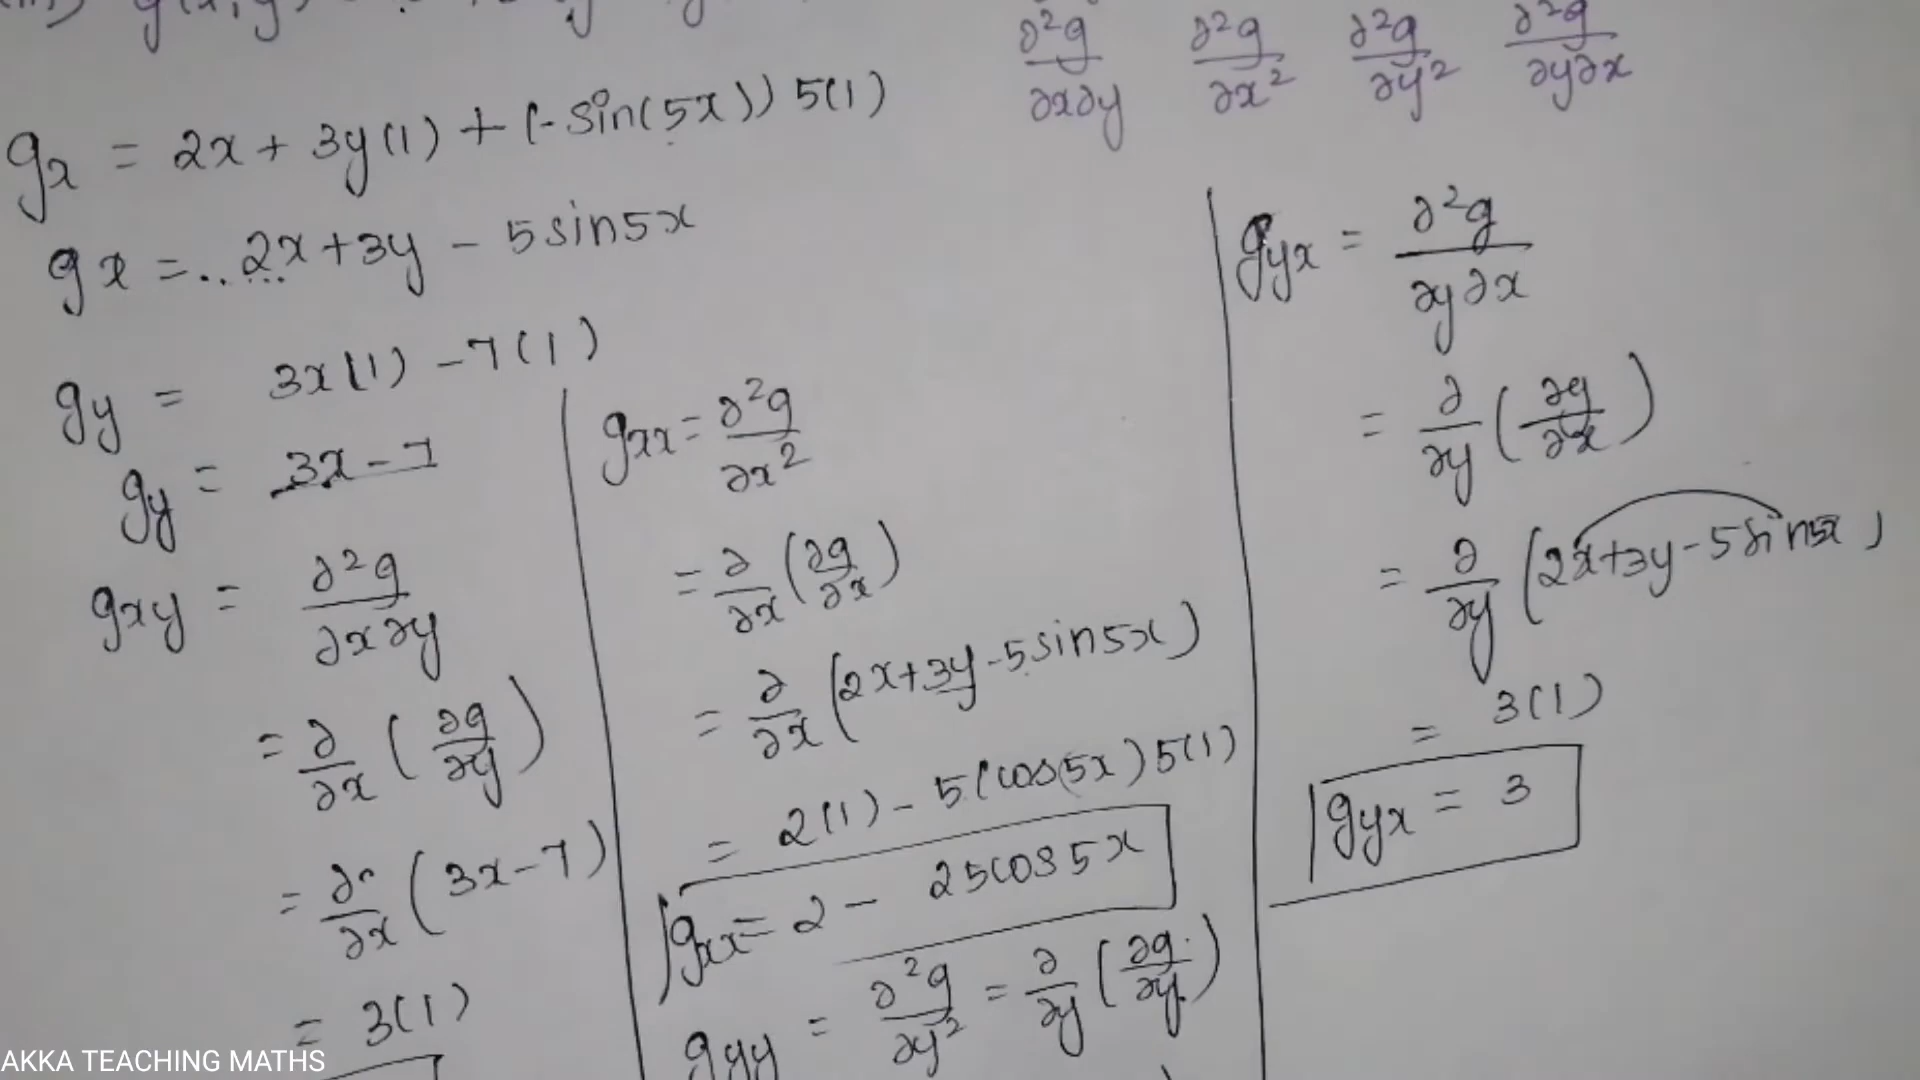 ∂²g/∂x∂y ∂²g/∂x² ∂²g/∂y² ∂²g/∂y∂x
gx = 2x + 3y(1) + (-sin(5x)) 5(1)
gx = 2x+3y - 5sin5x
gy = 3x(1) - 7(1)
gy = 3x-7
gxy = ∂²g/∂x∂y
= ∂/∂x (∂g/∂y)
= ∂/∂x (3x-7)
= 3(1)
gxx = ∂²g/∂x²
= ∂/∂x (∂g/∂x)
= ∂/∂x (2x+3y-5sin5x)
= 2(1) - 5(cos(5x) 5(1)
gxx = 2 - 25cos5x
gyy = ∂²g/∂y² = ∂/∂y (∂g/∂y)
gyx = ∂²g/∂y∂x
= ∂/∂y (∂g/∂x)
= ∂/∂y (2x+3y-5sin5x)
= 3(1)
gyx = 3
AKKA TEACHING MATHS